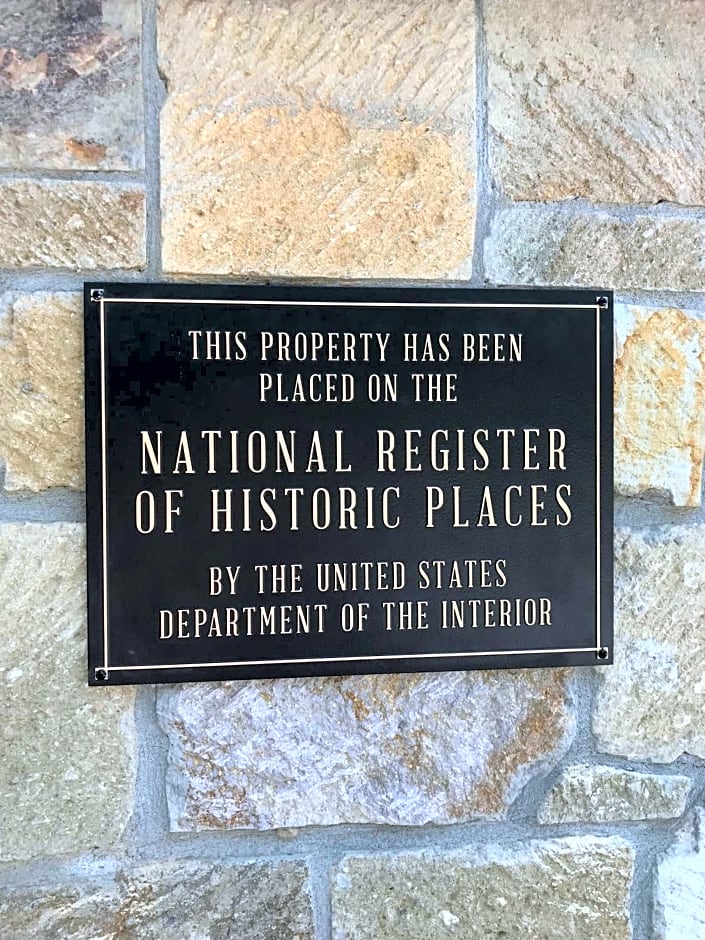 THIS PROPERTY HAS BEEN
PLACED ON THE
NATIONAL REGISTER
OF HISTORIC PLACES
BY THE UNITED STATES
DEPARTMENT OF THE INTERIOR